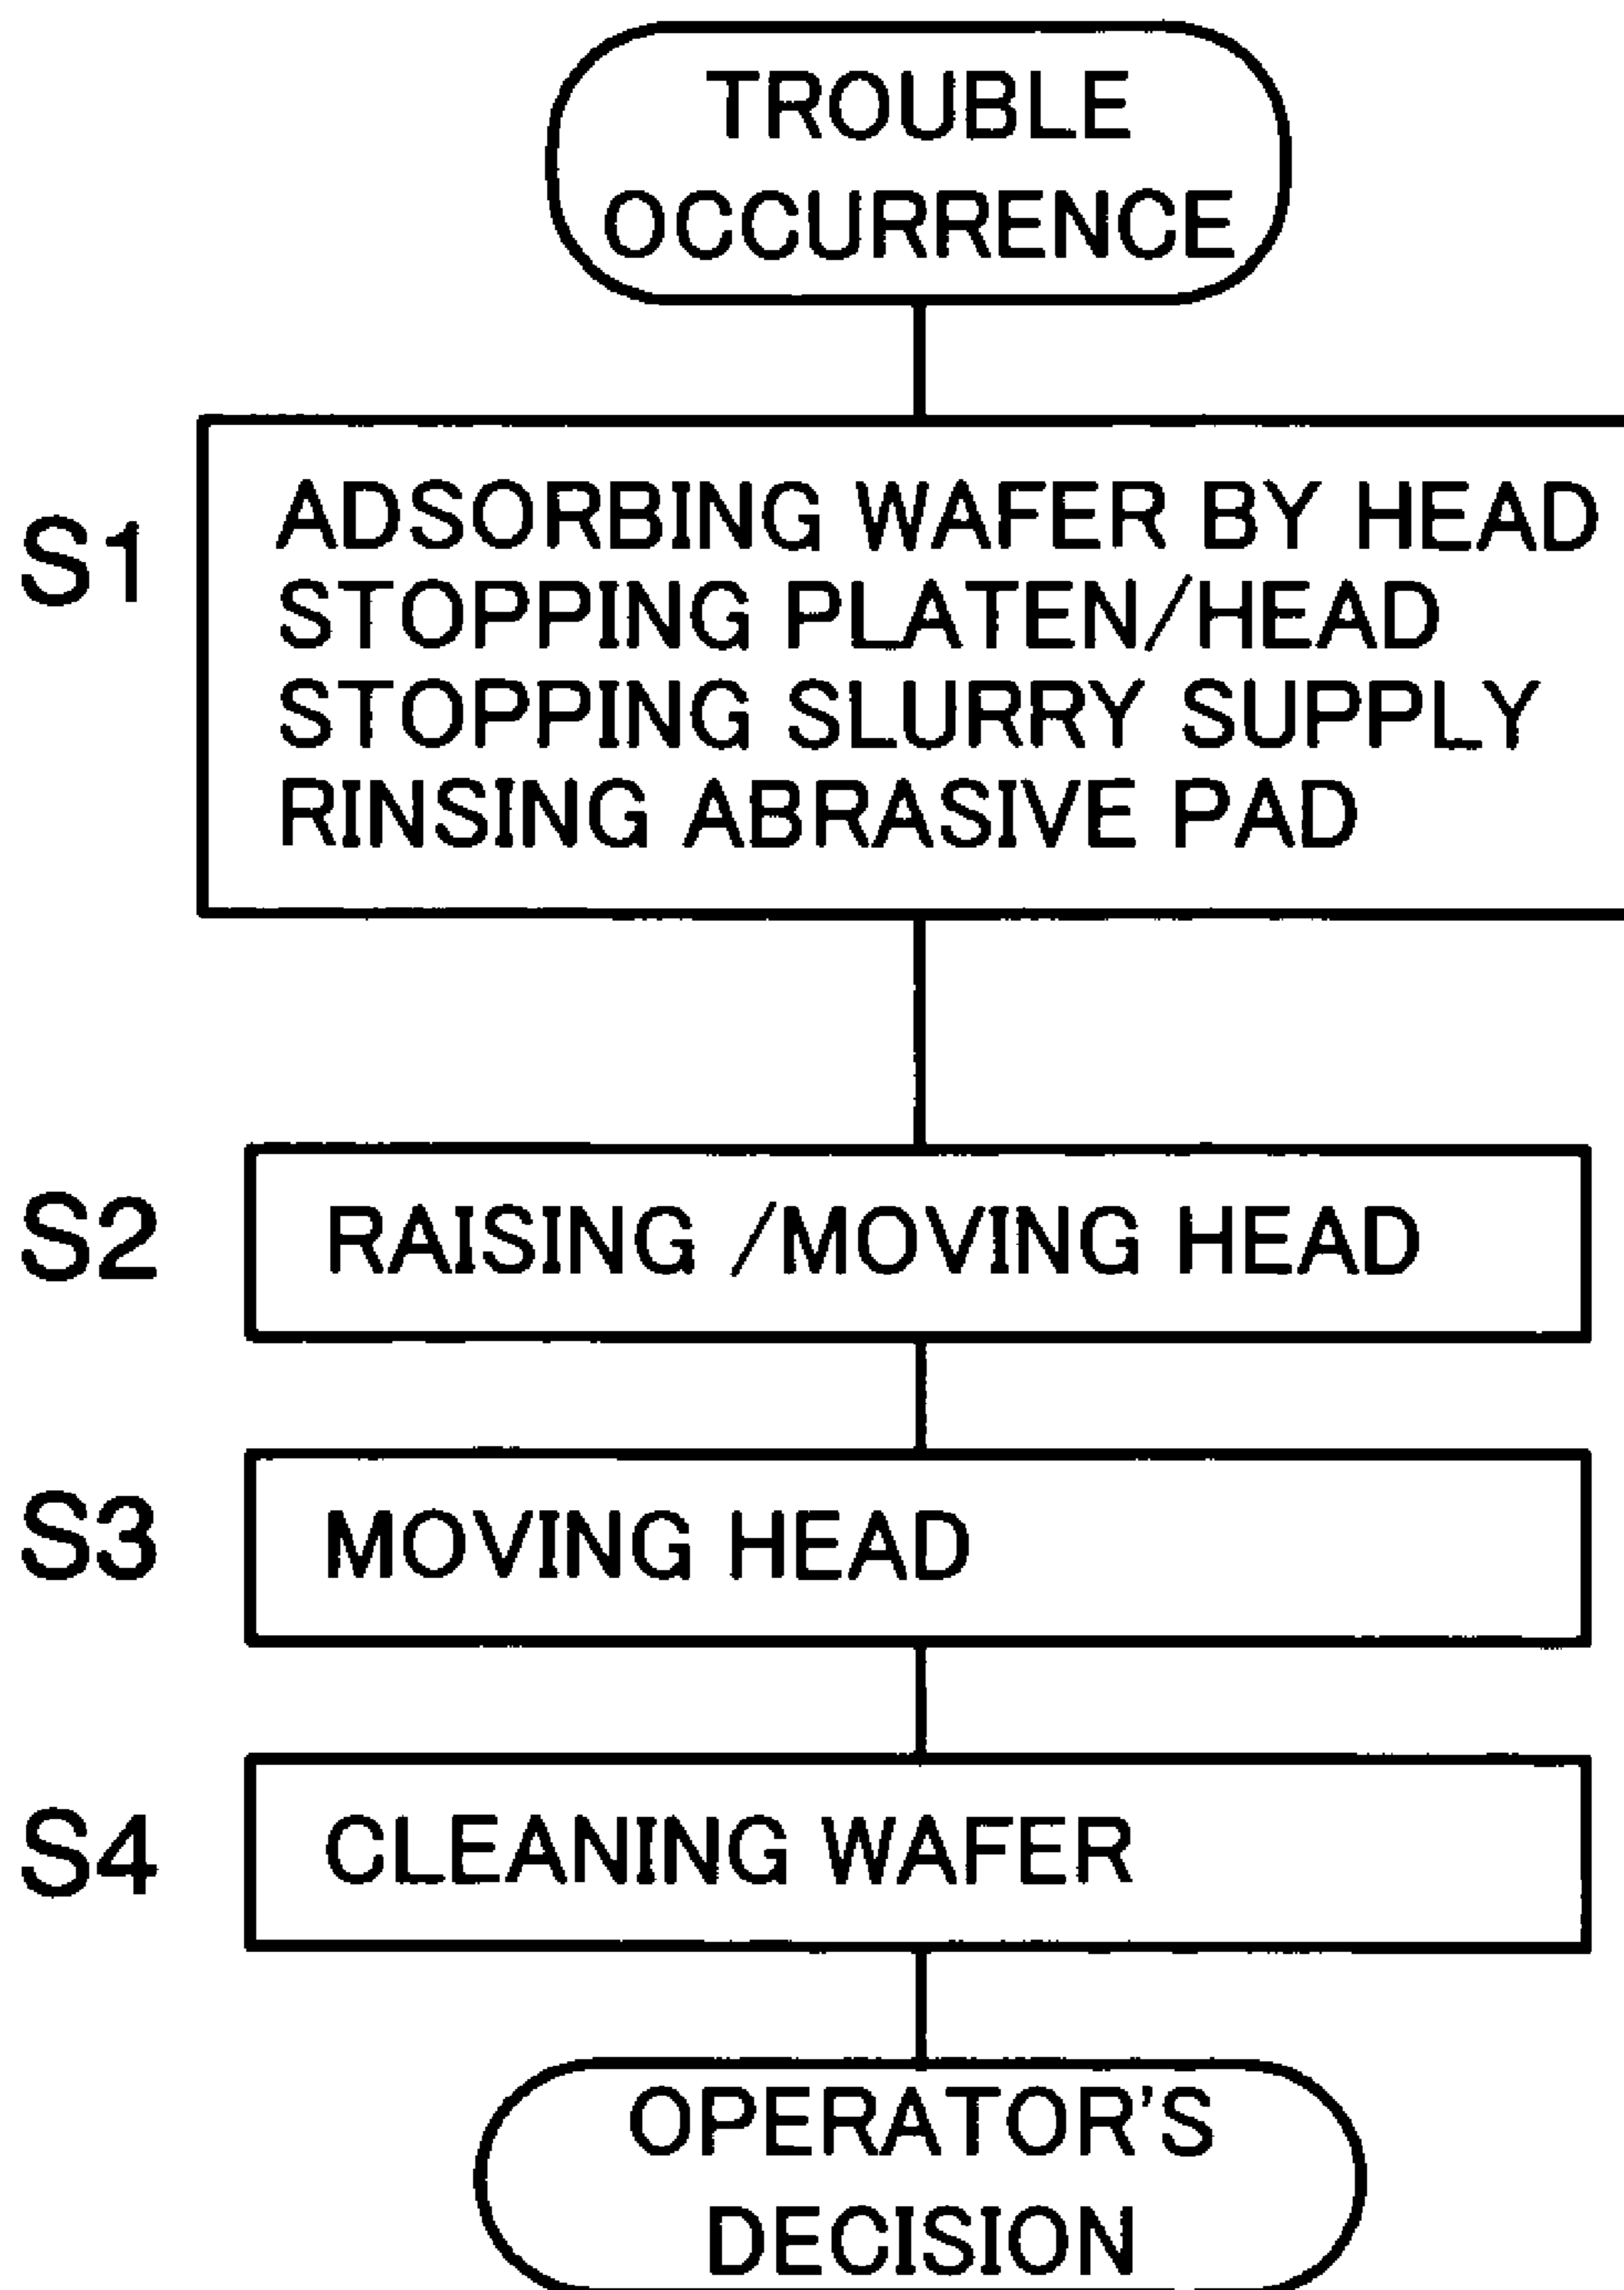 TROUBLE
OCCURRENCE
S1
ADSORBING WAFER BY HEAD
STOPPING PLATEN/HEAD
STOPPING SLURRY SUPPLY
RINSING ABRASIVE PAD
S2
RAISING /MOVING HEAD
S3
MOVING HEAD
S4
CLEANING WAFER
OPERATOR'S
DECISION